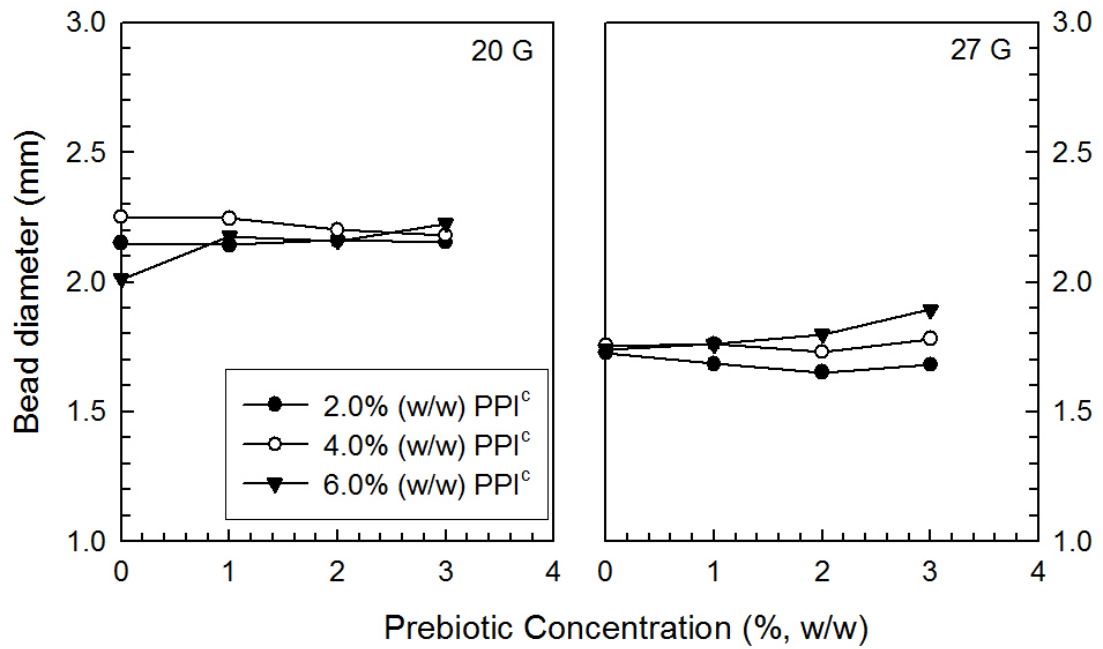 3.0
2.5
2.0
1.5
1.0
Bead diameter (mm)
20 G
2.0% (w/w) PPIᶜ
4.0% (w/w) PPIᶜ
6.0% (w/w) PPIᶜ
0 1 2 3 4
27 G
0 1 2 3 4
3.0
2.5
2.0
1.5
1.0
Prebiotic Concentration (%, w/w)